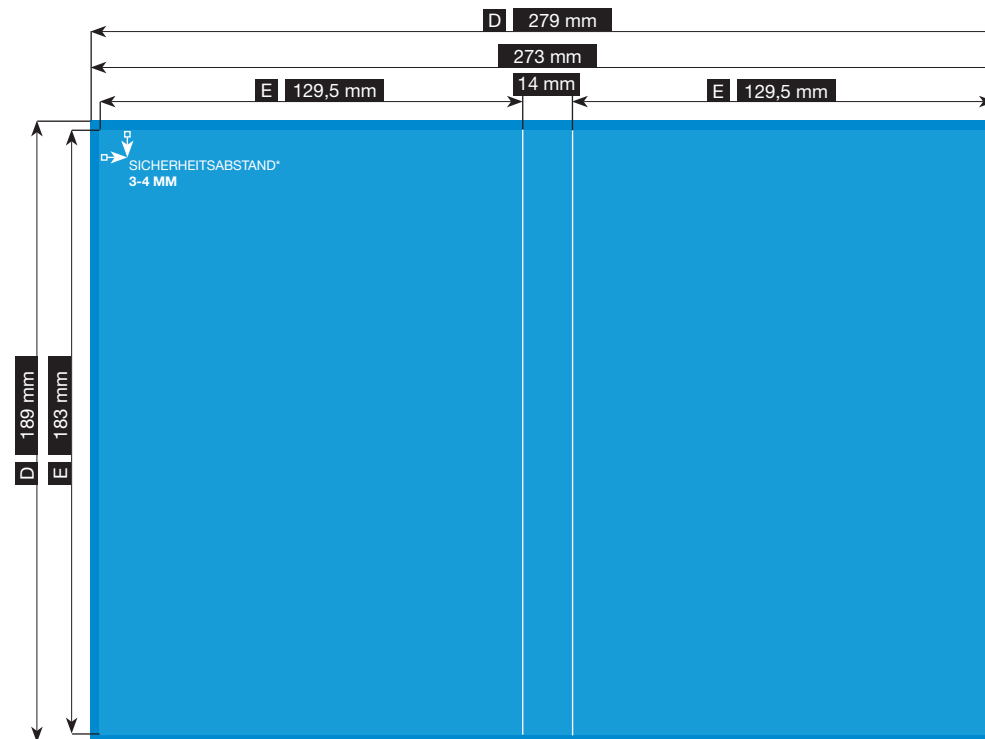 D 279 mm
273 mm
14 mm
E 129,5 mm
E 129,5 mm
SICHERHEITSABSTAND*
3-4 MM
D 189 mm
E 183 mm